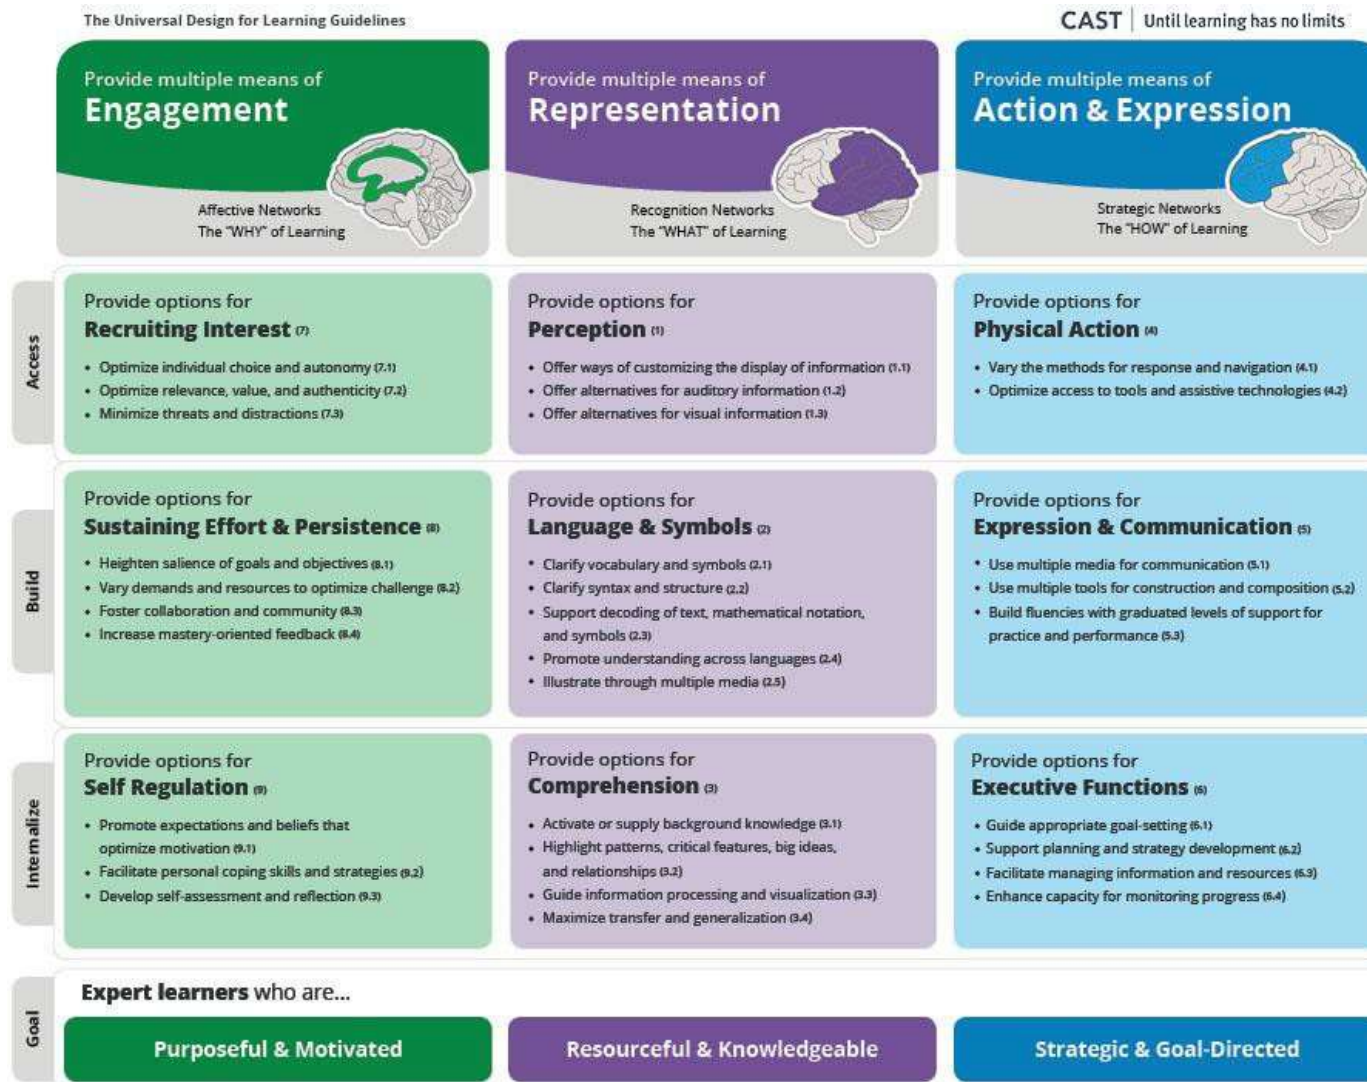 The Universal Design for Learning Guidelines
CAST | Until learning has no limits
Provide multiple means of
Engagement
Affective Networks
The "WHY" of Learning
Provide multiple means of
Representation
Recognition Networks
The "WHAT" of Learning
Provide multiple means of
Action & Expression
Strategic Networks
The "HOW" of Learning
Access
Provide options for
Recruiting Interest (7)
• Optimize individual choice and autonomy (7.1)
• Optimize relevance, value, and authenticity (7.2)
• Minimize threats and distractions (7.3)
Provide options for
Perception (1)
• Offer ways of customizing the display of information (1.1)
• Offer alternatives for auditory information (1.2)
• Offer alternatives for visual information (1.3)
Provide options for
Physical Action (4)
• Vary the methods for response and navigation (4.1)
• Optimize access to tools and assistive technologies (4.2)
Build
Provide options for
Sustaining Effort & Persistence (8)
• Heighten salience of goals and objectives (8.1)
• Vary demands and resources to optimize challenge (8.2)
• Foster collaboration and community (8.3)
• Increase mastery-oriented feedback (8.4)
Provide options for
Language & Symbols (2)
• Clarify vocabulary and symbols (2.1)
• Clarify syntax and structure (2.2)
• Support decoding of text, mathematical notation,
and symbols (2.3)
• Promote understanding across languages (2.4)
• Illustrate through multiple media (2.5)
Provide options for
Expression & Communication (5)
• Use multiple media for communication (5.1)
• Use multiple tools for construction and composition (5.2)
• Build fluencies with graduated levels of support for
practice and performance (5.3)
Internalize
Provide options for
Self Regulation (9)
• Promote expectations and beliefs that
optimize motivation (9.1)
• Facilitate personal coping skills and strategies (9.2)
• Develop self-assessment and reflection (9.3)
Provide options for
Comprehension (3)
• Activate or supply background knowledge (3.1)
• Highlight patterns, critical features, big ideas,
and relationships (3.2)
• Guide information processing and visualization (3.3)
• Maximize transfer and generalization (3.4)
Provide options for
Executive Functions (6)
• Guide appropriate goal-setting (6.1)
• Support planning and strategy development (6.2)
• Facilitate managing information and resources (6.3)
• Enhance capacity for monitoring progress (6.4)
Goal
Expert learners who are...
Purposeful & Motivated
Resourceful & Knowledgeable
Strategic & Goal-Directed